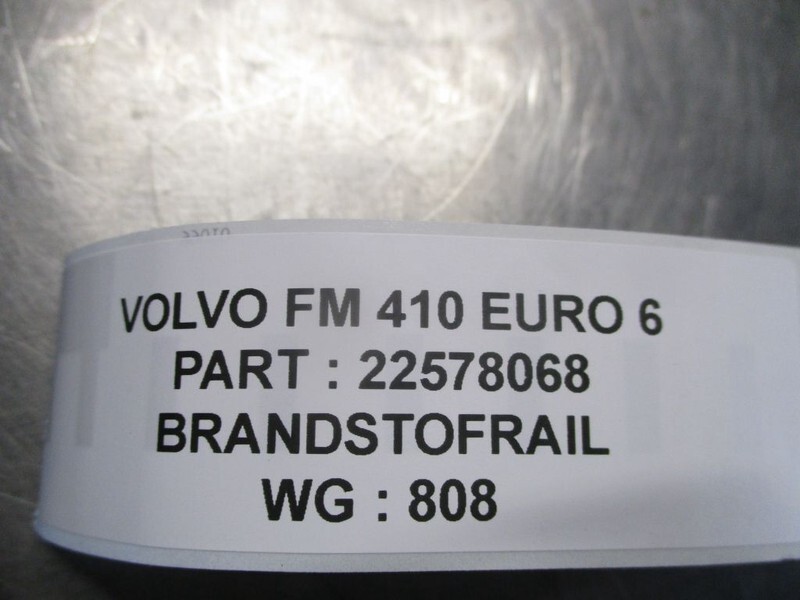 VOLVO FM 410 EURO 6
PART : 22578068
BRANDSTOFRAIL
WG : 808